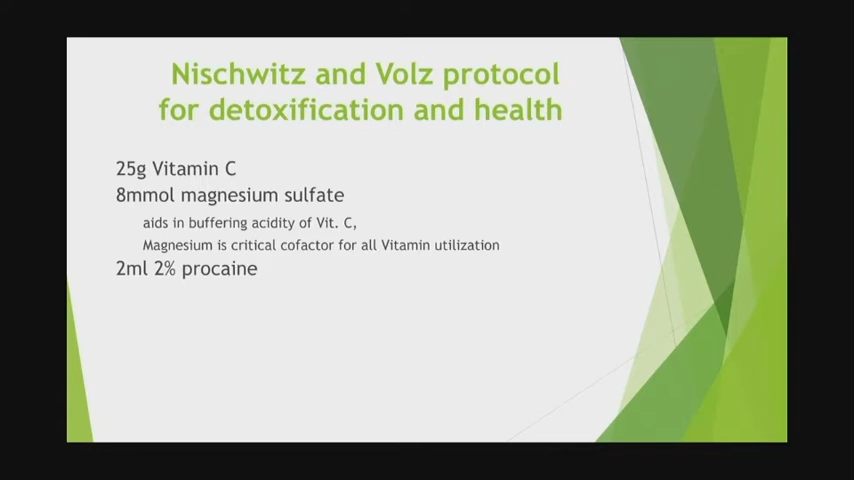 Nischwitz and Volz protocol
for detoxification and health
25g Vitamin C
8mmol magnesium sulfate
aids in buffering acidity of Vit. C,
Magnesium is critical cofactor for all Vitamin utilization
2ml 2% procaine